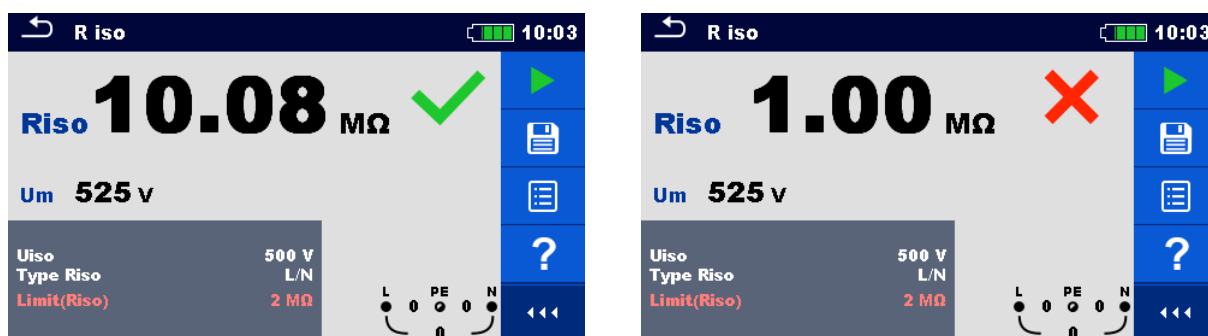 R iso 10:03
Riso 10.08 MΩ
Um 525 V
Uiso 500 V
Type Riso L/N
Limit(Riso) 2 MΩ
L PE N
0 0
0
?
R iso 10:03
Riso 1.00 MΩ
Um 525 V
Uiso 500 V
Type Riso L/N
Limit(Riso) 2 MΩ
L PE N
0 0
0
?